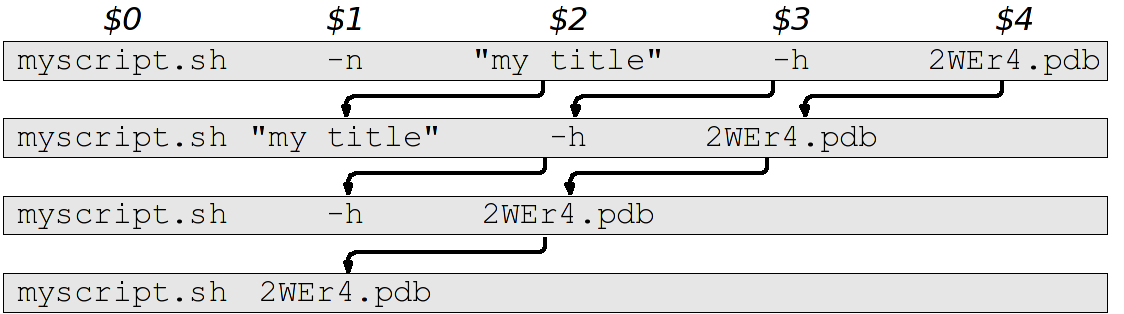 $0 $1 $2 $3 $4
myscript.sh -n "my title" -h 2WEr4.pdb
myscript.sh "my title" -h 2WEr4.pdb
myscript.sh -h 2WEr4.pdb
myscript.sh 2WEr4.pdb